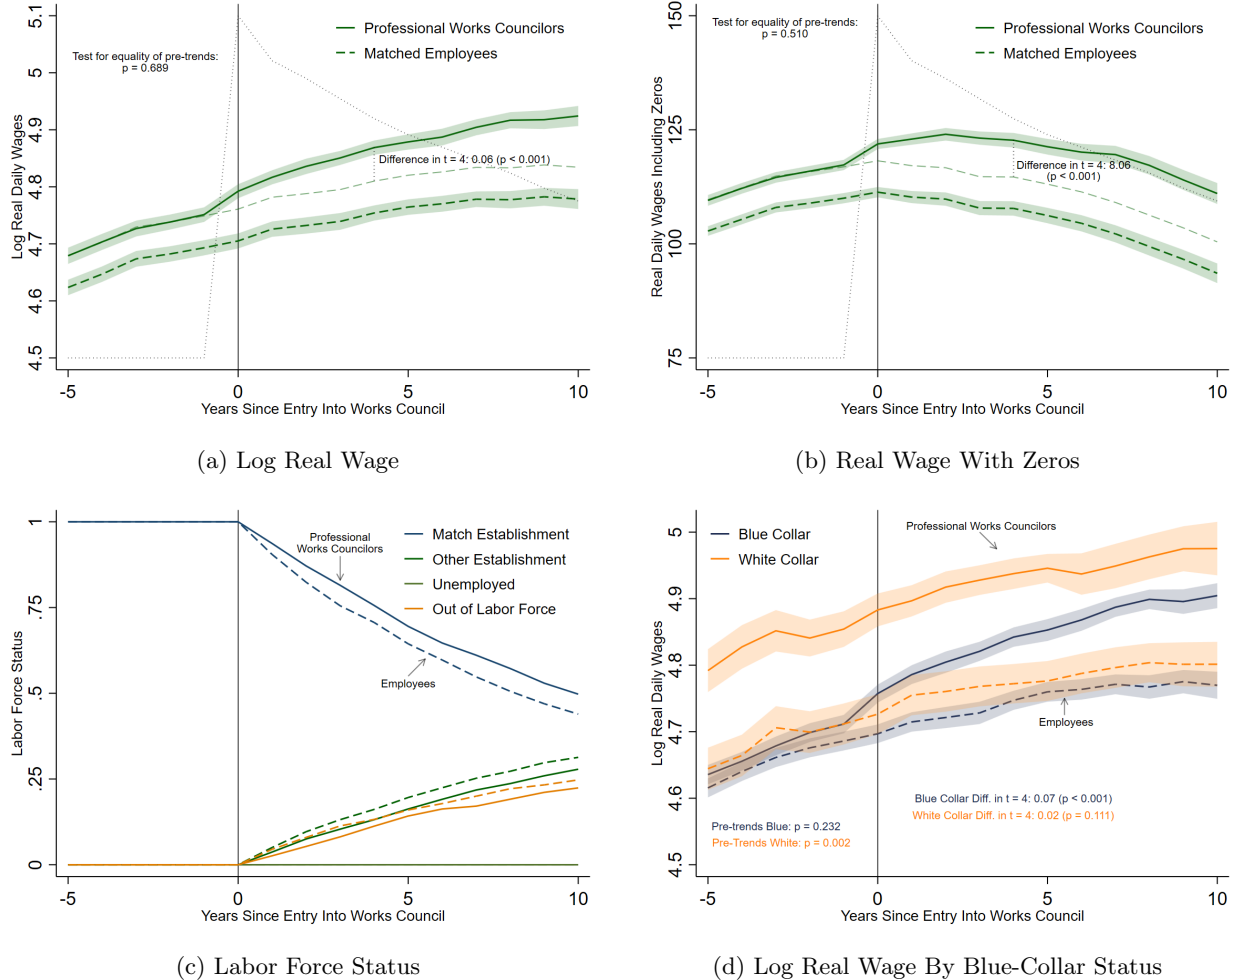 Log Real Daily Wages
5.1
5
4.9
4.8
4.7
4.6
4.5
Test for equality of pre-trends:
p = 0.689
Professional Works Councilors
Matched Employees
Difference in t = 4: 0.06 (p < 0.001)
-5 0 5 10
Years Since Entry Into Works Council
(a) Log Real Wage
Real Daily Wages Including Zeros
150
125
100
75
Test for equality of pre-trends:
p = 0.510
Professional Works Councilors
Matched Employees
Difference in t = 4: 8.06
(p < 0.001)
-5 0 5 10
Years Since Entry Into Works Council
(b) Real Wage With Zeros
Labor Force Status
1
.75
.5
.25
0
Professional
Works Councilors
Match Establishment
Other Establishment
Unemployed
Out of Labor Force
Employees
-5 0 5 10
Years Since Entry Into Works Council
(c) Labor Force Status
Log Real Daily Wages
5
4.9
4.8
4.7
4.6
4.5
Blue Collar
White Collar
Professional Works Councilors
Employees
Blue Collar Diff. in t = 4: 0.07 (p < 0.001)
White Collar Diff. in t = 4: 0.02 (p = 0.111)
Pre-trends Blue: p = 0.232
Pre-Trends White: p = 0.002
-5 0 5 10
Years Since Entry Into Works Council
(d) Log Real Wage By Blue-Collar Status